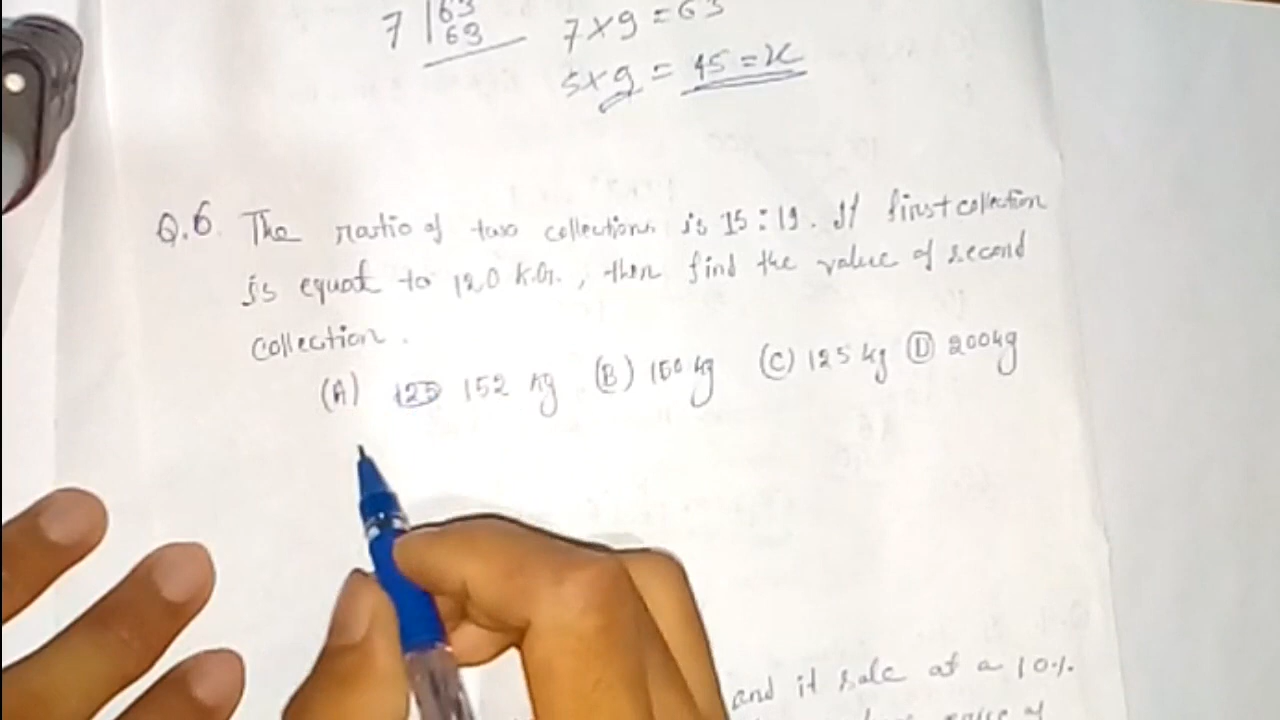 7 63 7×9=63
63
5×9 = 45 = x
Q.6 The ratio of two collections is 15 : 19. If first collection
is equal to 120 K.G., then find the value of second
collection.
(A) 152 kg (B) 160 kg (C) 125 kg (D) 200kg
and it sale at a 10%
of